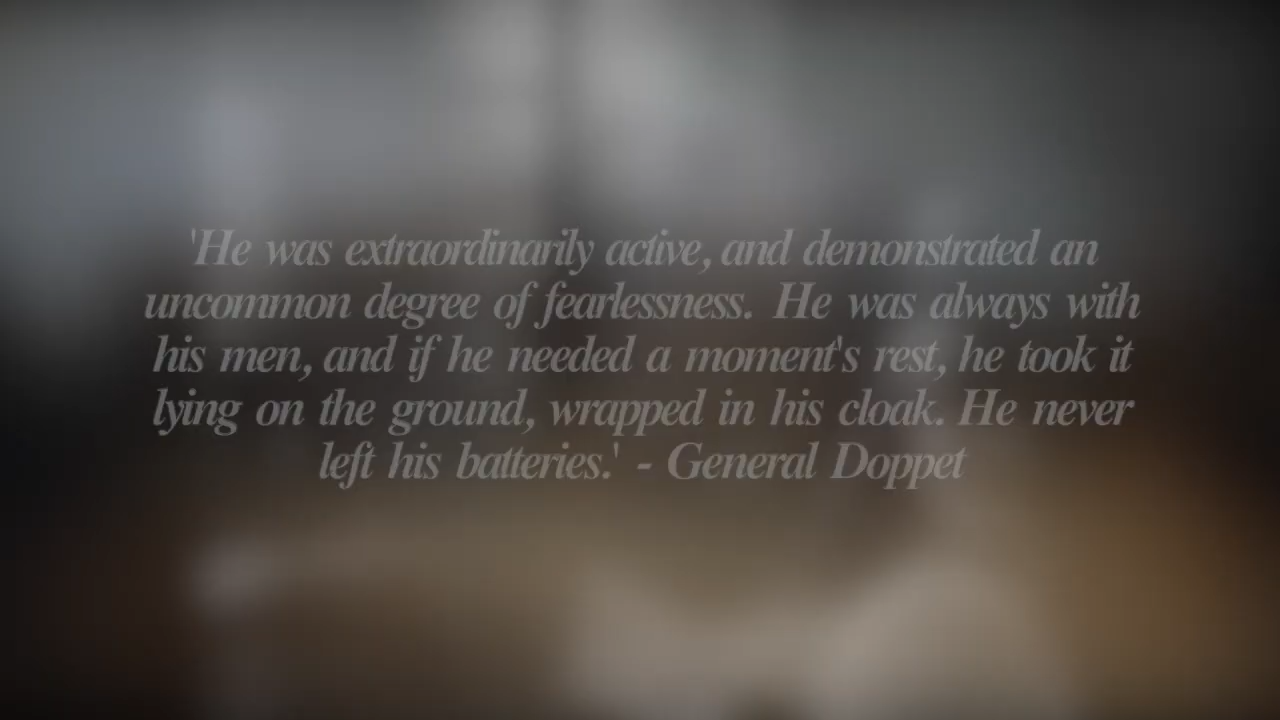 'He was extraordinarily active, and demonstrated an
uncommon degree of fearlessness. He was always with
his men, and if he needed a moment's rest, he took it
lying on the ground, wrapped in his cloak. He never
left his batteries.' - General Doppet